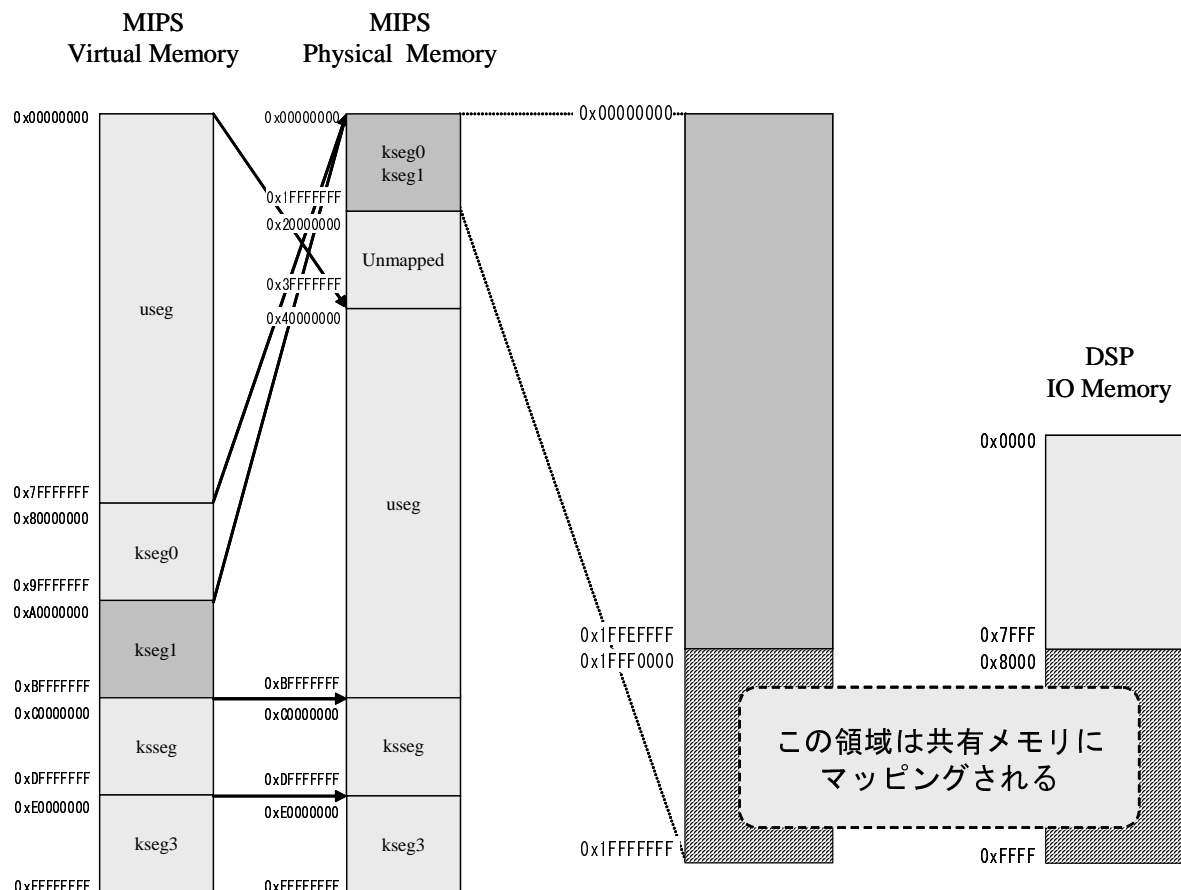 MIPS
Virtual Memory
MIPS
Physical Memory
0x00000000
useg
0x7FFFFFFF
0x80000000
kseg0
0x9FFFFFFF
0xA0000000
kseg1
0xBFFFFFFF
0xC0000000
ksseg
0xDFFFFFFF
0xE0000000
kseg3
0xFFFFFFFF
0x00000000
kseg0
kseg1
0x1FFFFFFF
0x20000000
Unmapped
0x3FFFFFFF
0x40000000
useg
0xBFFFFFFF
0xC0000000
ksseg
0xDFFFFFFF
0xE0000000
kseg3
0xFFFFFFFF
0x00000000
0x1FFEFFFF
0x1FFF0000
0x1FFFFFFF
DSP
IO Memory
0x0000
0x7FFF
0x8000
この領域は共有メモリに
マッピングされる
0xFFFF